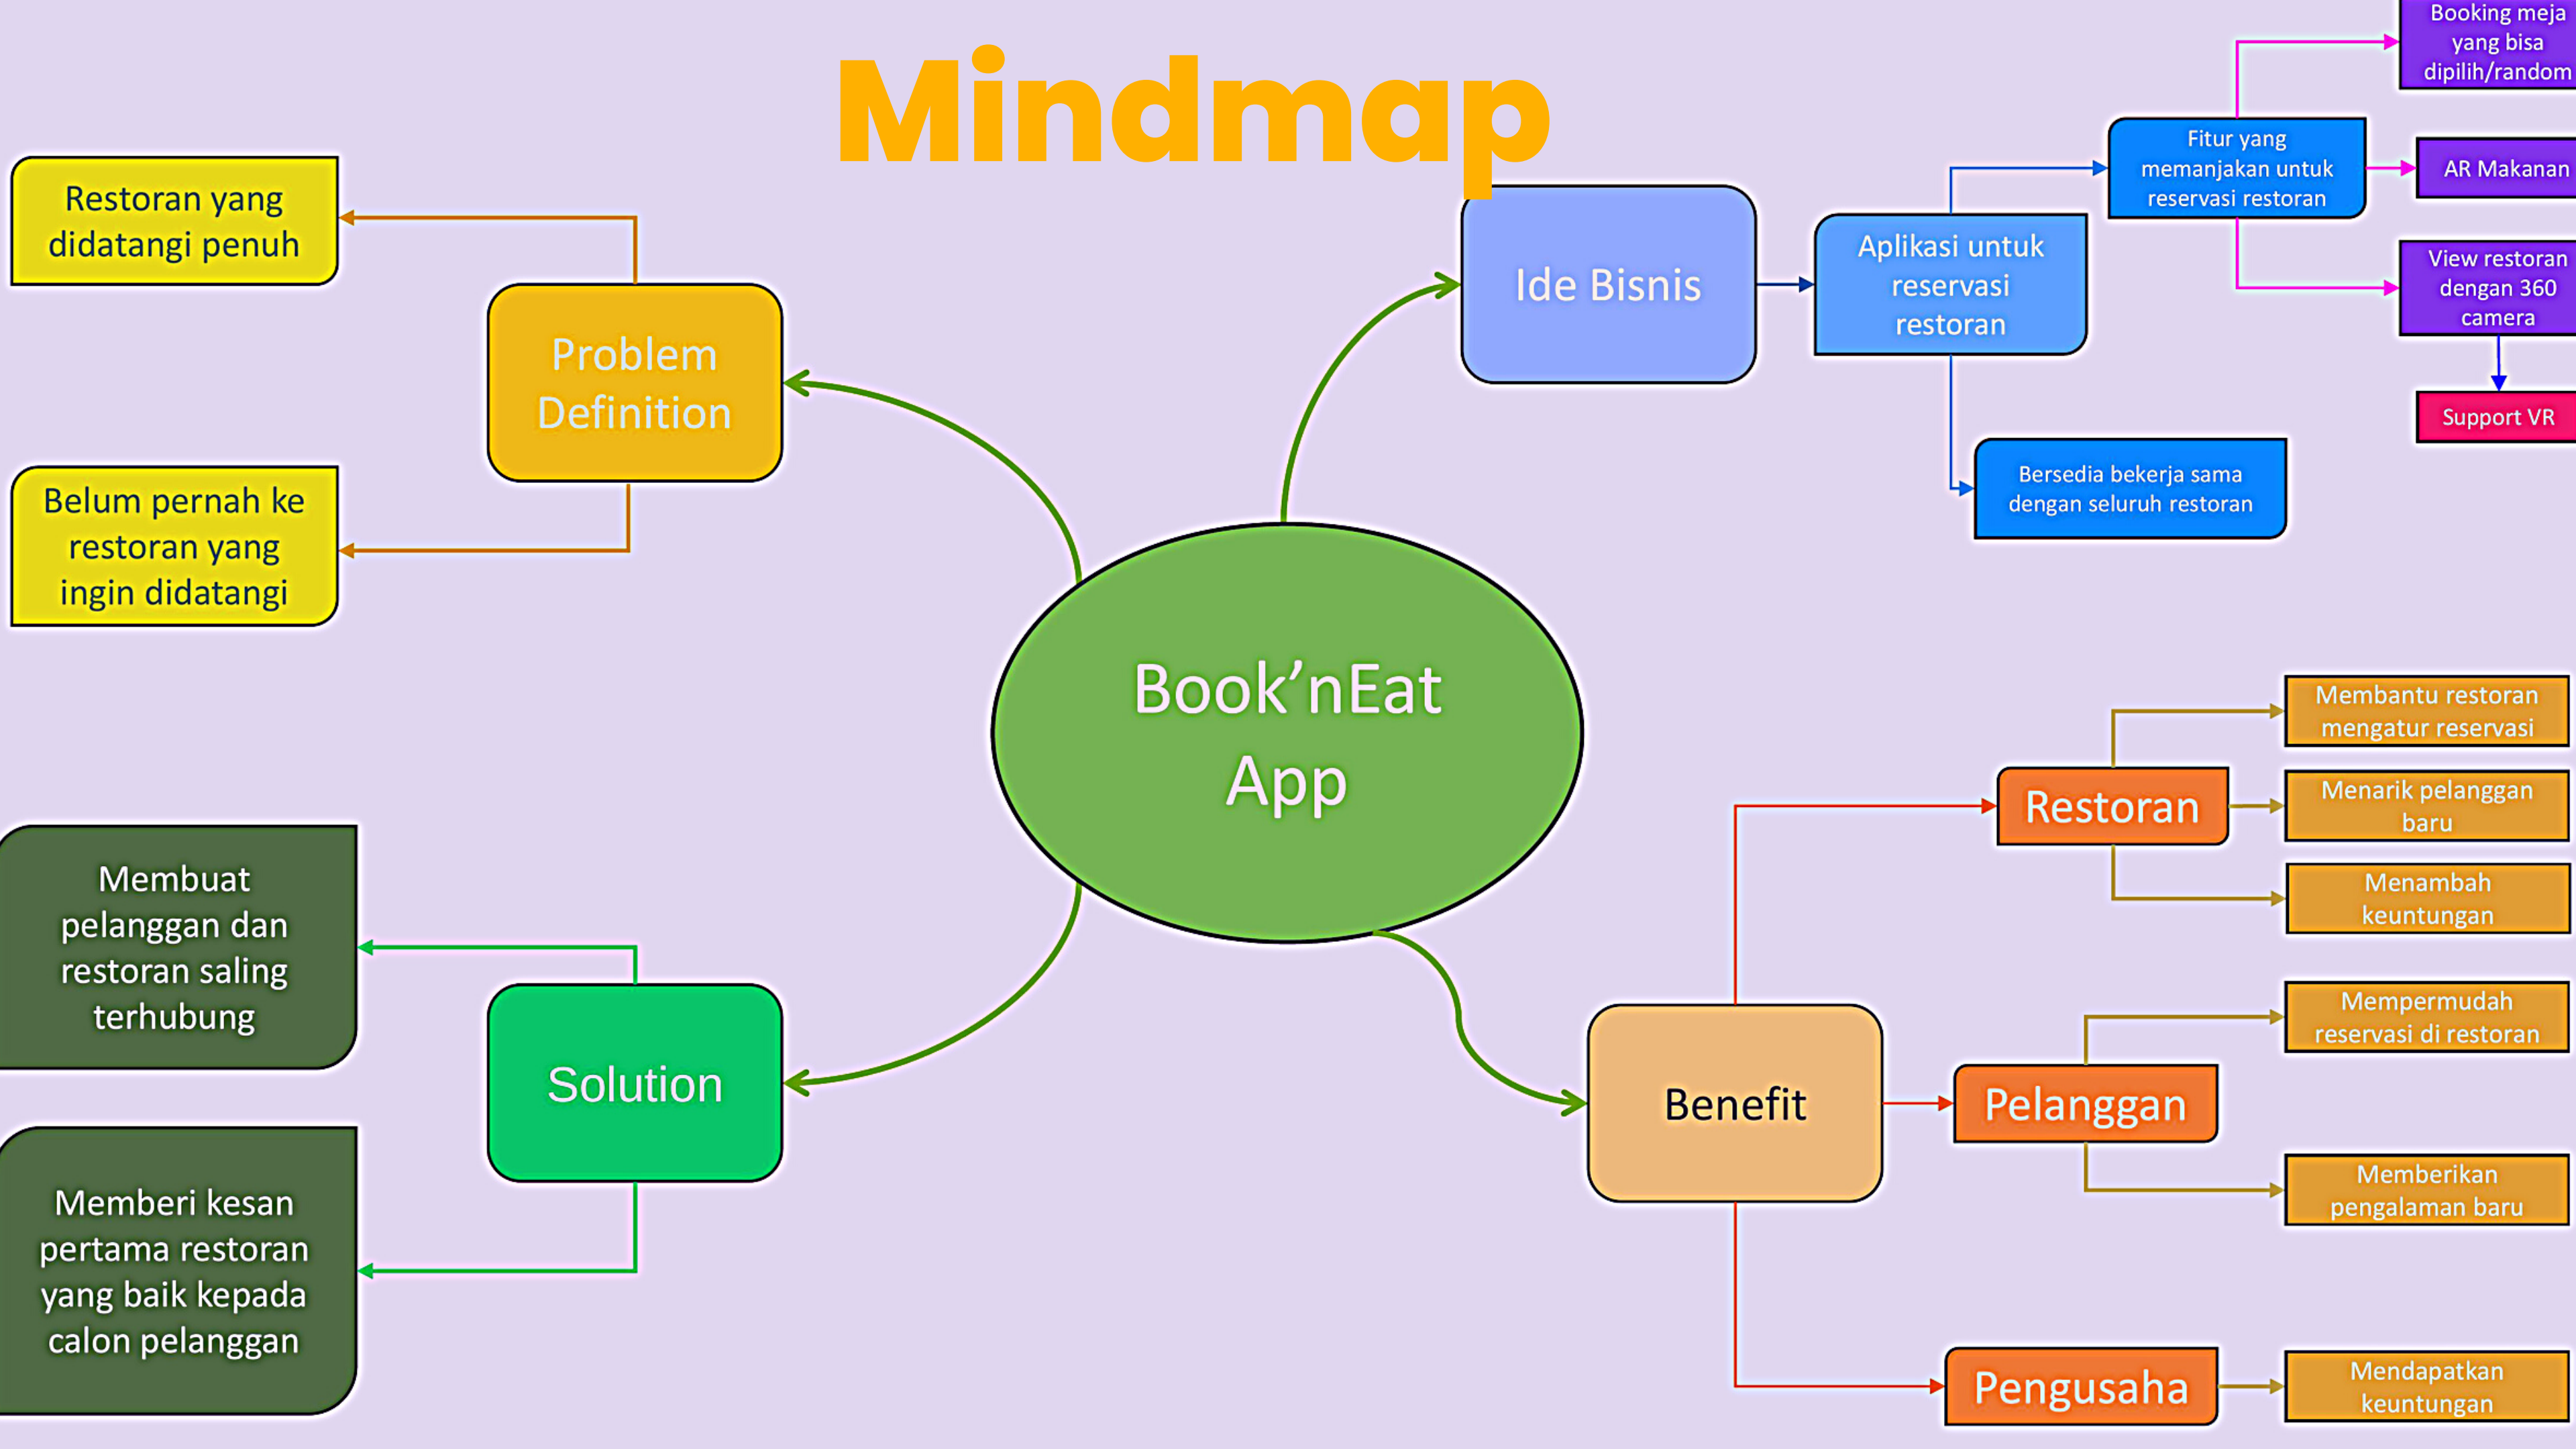 Mindmap
Restoran yang
didatangi penuh
Problem
Definition
Belum pernah ke
restoran yang
ingin didatangi
Ide Bisnis
Aplikasi untuk
reservasi
restoran
Fitur yang
memanjakan untuk
reservasi restoran
Booking meja
yang bisa
dipilih/random
AR Makanan
View restoran
dengan 360
camera
Support VR
Bersedia bekerja sama
dengan seluruh restoran
Book’nEat
App
Membuat
pelanggan dan
restoran saling
terhubung
Solution
Memberi kesan
pertama restoran
yang baik kepada
calon pelanggan
Benefit
Restoran
Membantu restoran
mengatur reservasi
Menarik pelanggan
baru
Menambah
keuntungan
Pelanggan
Mempermudah
reservasi di restoran
Memberikan
pengalaman baru
Pengusaha
Mendapatkan
keuntungan